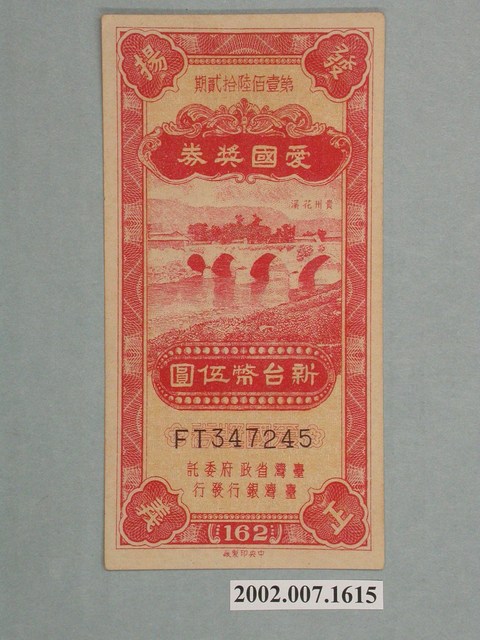 發揚
第壹佰陸拾貳期
愛國獎券
貴州花溪
新台幣伍圓
FT347245
臺灣省政府委託
臺灣銀行發行
正義
162
中央印製廠
2002.007.1615